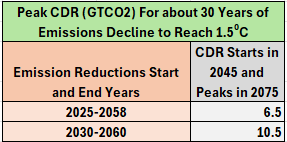 Peak CDR (GTCO2) For about 30 Years of
Emissions Decline to Reach 1.5⁰C
Emission Reductions Start
and End Years
CDR Starts in
2045 and
Peaks in 2075
2025-2058 6.5
2030-2060 10.5